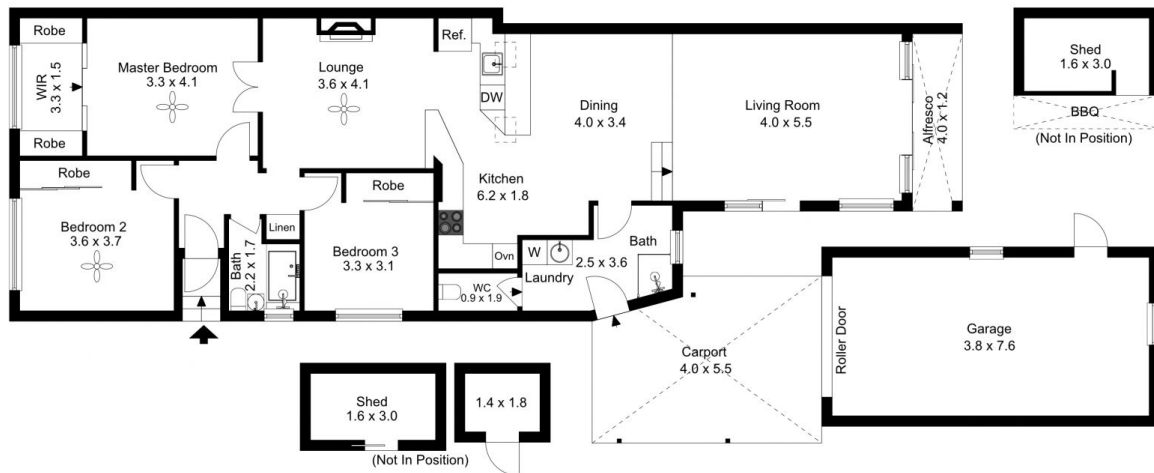 Robe
WIR
3.3 x 1.5
Robe
Master Bedroom
3.3 x 4.1
Lounge
3.6 x 4.1
Ref.
DW
Dining
4.0 x 3.4
Living Room
4.0 x 5.5
Alfresco
4.0 x 1.2
Shed
1.6 x 3.0
BBQ
(Not In Position)
Robe
Bedroom 2
3.6 x 3.7
Linen
Bath
2.2 x 1.7
Robe
Bedroom 3
3.3 x 3.1
Kitchen
6.2 x 1.8
Ovn
W
Laundry
Bath
2.5 x 3.6
WC
0.9 x 1.9
Carport
4.0 x 5.5
Roller Door
Garage
3.8 x 7.6
Shed
1.6 x 3.0
(Not In Position)
1.4 x 1.8